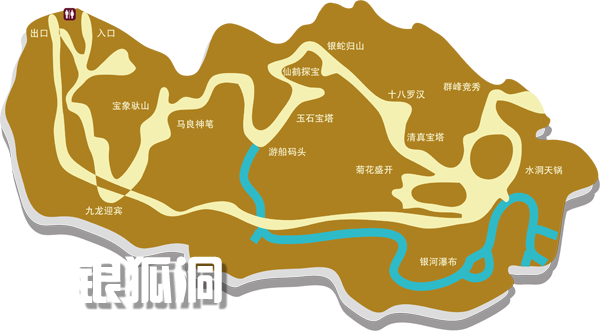 出口
入口
银蛇归山
仙鹤探宝
群峰竞秀
宝象驮山
十八罗汉
马良神笔
玉石宝塔
清真宝塔
游船码头
菊花盛开
水洞天锅
九龙迎宾
银河瀑布
银狐洞